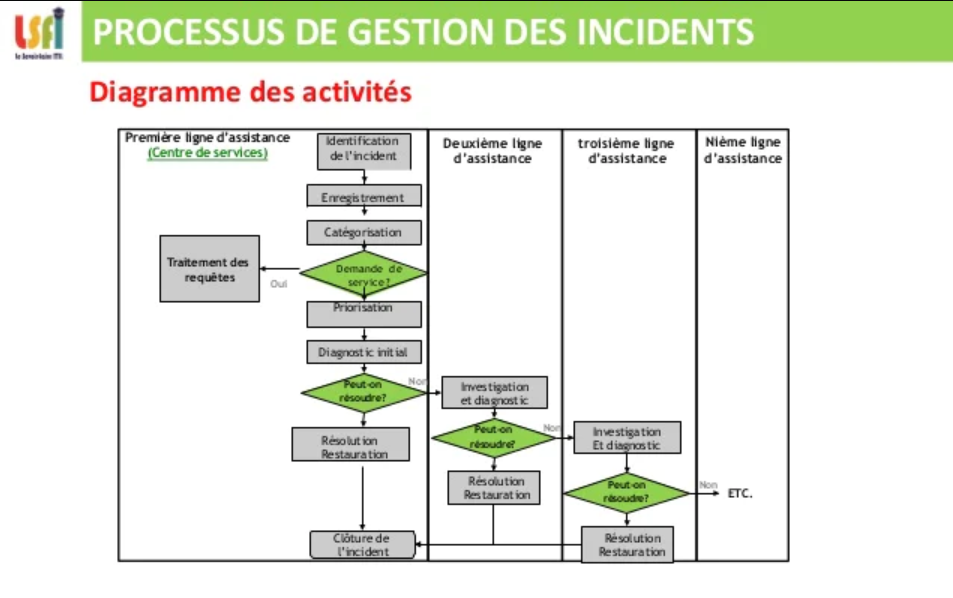 LSFI
PROCESSUS DE GESTION DES INCIDENTS
Diagramme des activités
Première ligne d'assistance
(Centre de services)
Identification
de l'incident
Deuxième ligne
d'assistance
troisième ligne
d'assistance
Nième ligne
d'assistance
Enregistrement
Catégorisation
Traitement des
requêtes
Oui
Demande de
service?
Priorisation
Diagnostic initial
Peut-on
résoudre?
Non
Investigation
et diagnostic
Peut-on
résoudre?
Non
Investigation
Et diagnostic
Résolution
Restauration
Résolution
Restauration
Peut-on
résoudre?
Non
ETC.
Clôture de
l'incident
Résolution
Restauration